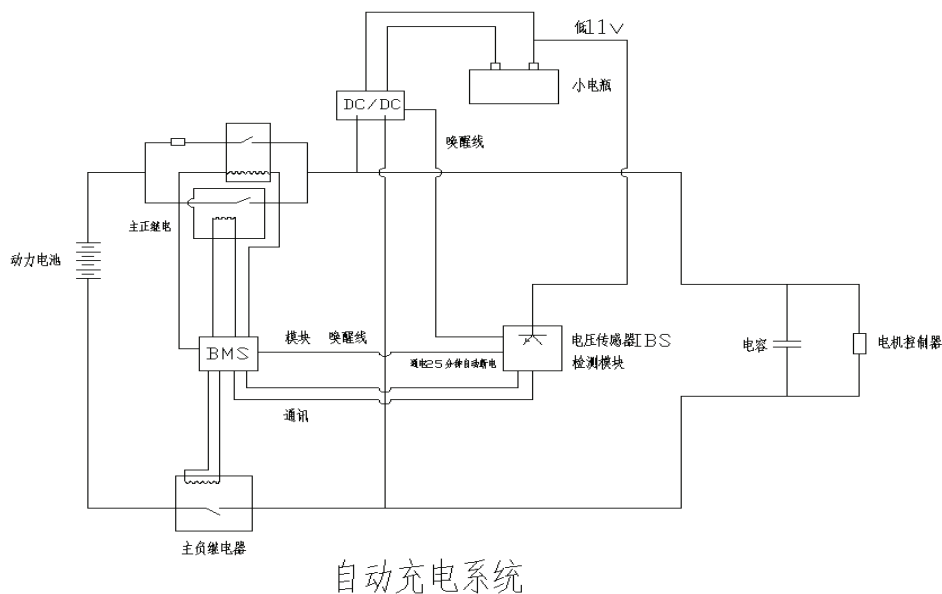 低11V
小电瓶
DC/DC
唤醒线
主正继电
动力电池
模块 唤醒线
电压传感器IBS
检测模块
BMS
通电25分钟自动断电
电容
电机控制器
通讯
主负继电器
自动充电系统